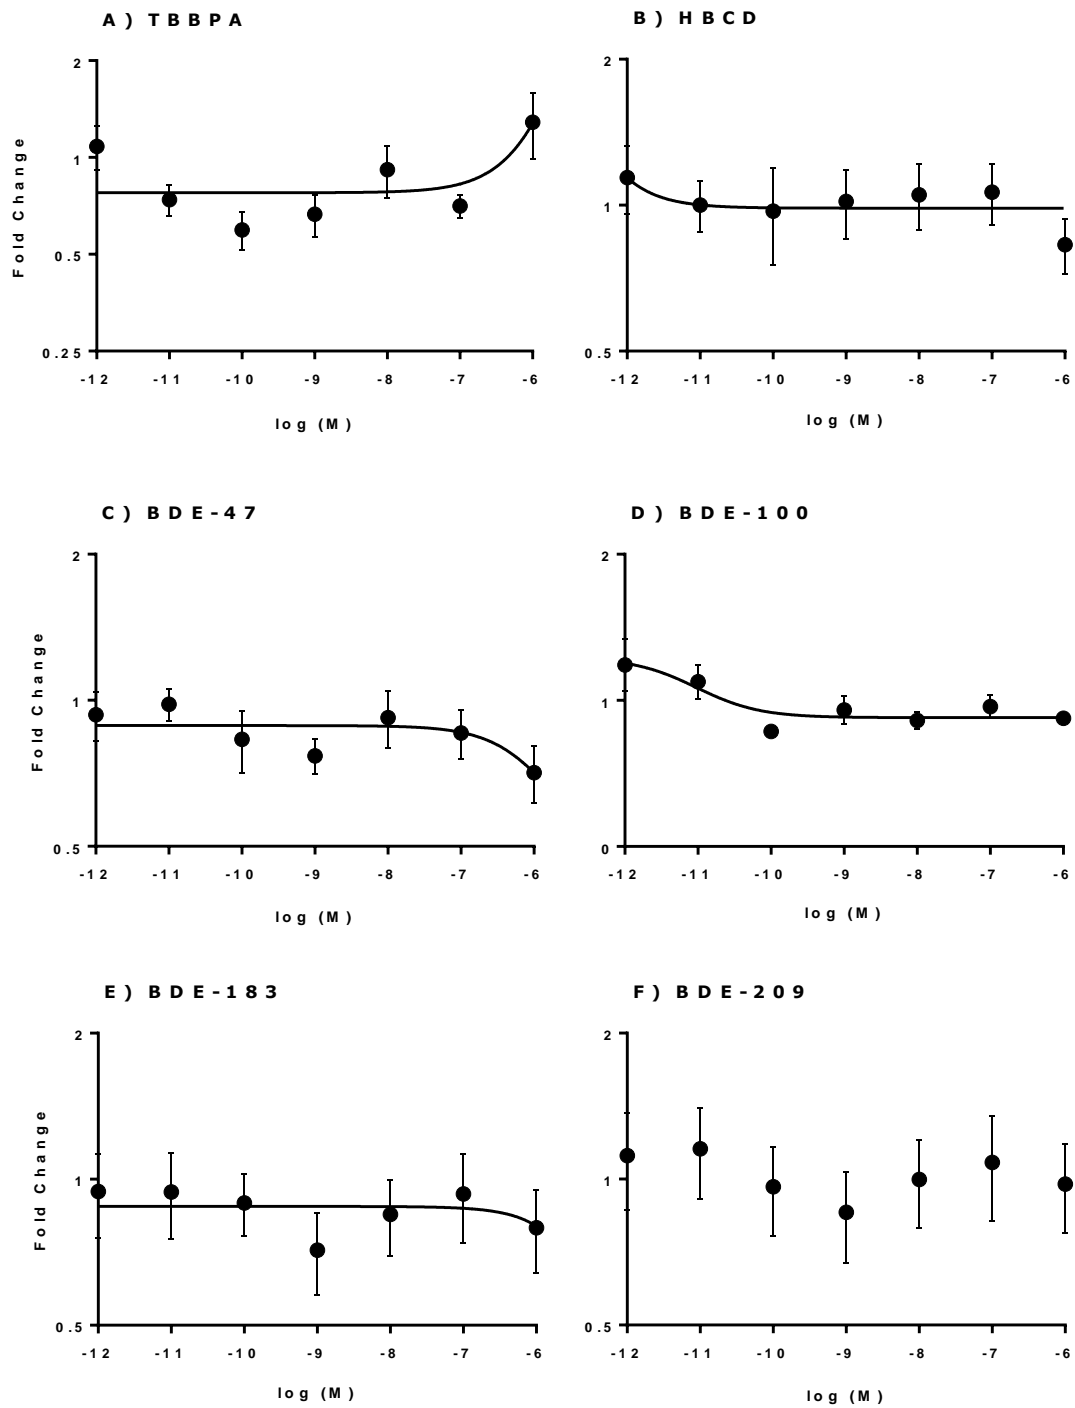 A) TBBPA
B) HBCD
2
1
0.5
0.25
Fold Change
-12 -11 -10 -9 -8 -7 -6
log (M)
2
1
0.5
-12 -11 -10 -9 -8 -7 -6
log (M)
C) BDE-47
D) BDE-100
2
1
0.5
Fold Change
-12 -11 -10 -9 -8 -7 -6
log (M)
2
1
0
-12 -11 -10 -9 -8 -7 -6
log (M)
E) BDE-183
F) BDE-209
2
1
0.5
Fold Change
-12 -11 -10 -9 -8 -7 -6
log (M)
2
1
0.5
-12 -11 -10 -9 -8 -7 -6
log (M)